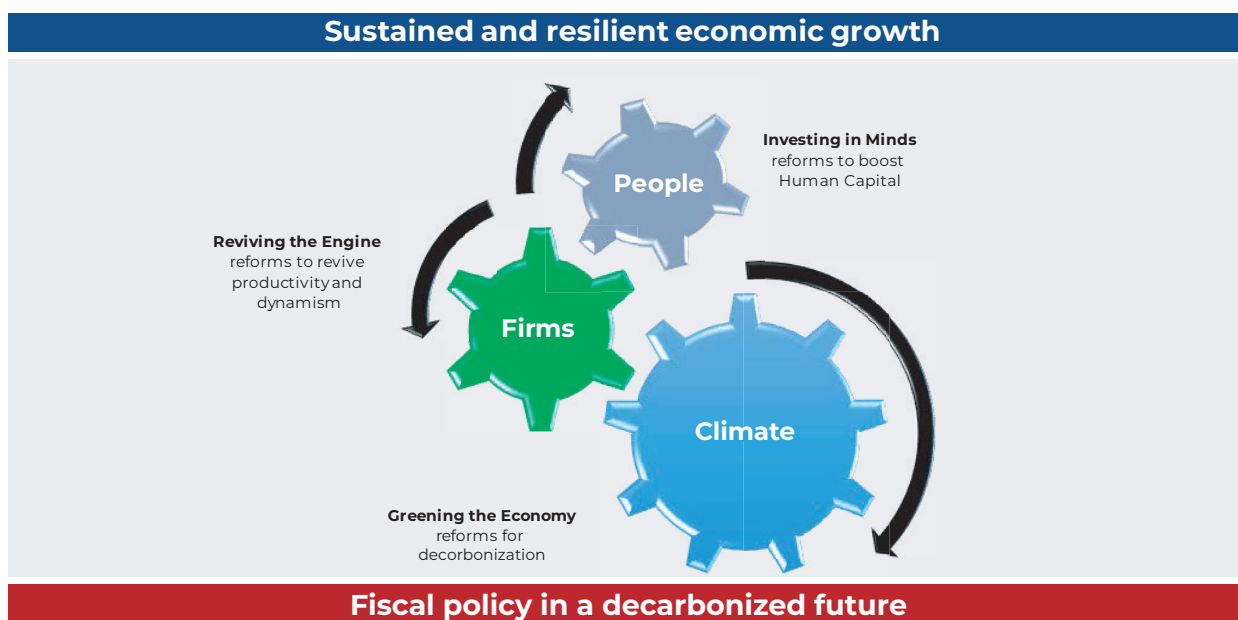 Sustained and resilient economic growth
Investing in Minds
reforms to boost
Human Capital
People
Reviving the Engine
reforms to revive
productivity and
dynamism
Firms
Climate
Greening the Economy
reforms for
decorbonization
Fiscal policy in a decarbonized future